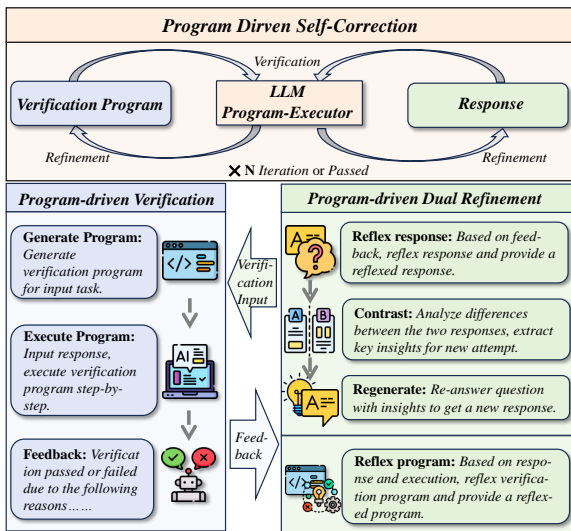 Program Dirven Self-Correction
Verification
Verification Program
LLM
Program-Executor
Response
Refinement
Refinement
× N Iteration or Passed
Program-driven Verification
Generate Program:
Generate
verification program
for input task.
</>
Execute Program:
Input response,
execute verification
program step-by-
step.
AI
Feedback: Verificat
ion passed or failed
due to the following
reasons……
Verifi-
cation
Input
Feed-
back
Program-driven Dual Refinement
A
?
Reflex response: Based on feed-
back, reflex response and provide a
reflexed response.
A B
Contrast: Analyze differences
between the two responses, extract
key insights for new attempt.
A
Regenerate: Re-answer question
with insights to get a new response.
</>
Reflex program: Based on respo-
nse and execution, reflex verific-
ation program and provide a reflex-
ed program.